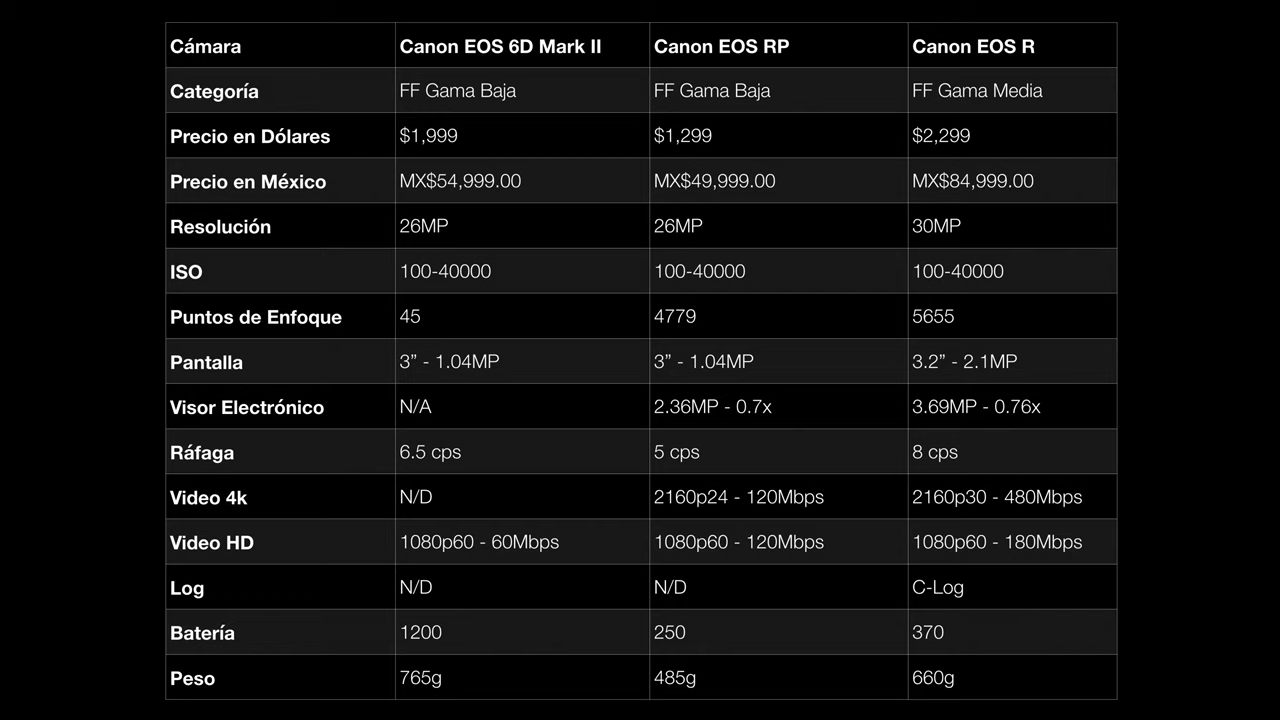 Cámara Canon EOS 6D Mark II Canon EOS RP Canon EOS R
Categoría FF Gama Baja FF Gama Baja FF Gama Media
Precio en Dólares $1,999 $1,299 $2,299
Precio en México MX$54,999.00 MX$49,999.00 MX$84,999.00
Resolución 26MP 26MP 30MP
ISO 100-40000 100-40000 100-40000
Puntos de Enfoque 45 4779 5655
Pantalla 3” - 1.04MP 3” - 1.04MP 3.2” - 2.1MP
Visor Electrónico N/A 2.36MP - 0.7x 3.69MP - 0.76x
Ráfaga 6.5 cps 5 cps 8 cps
Video 4k N/D 2160p24 - 120Mbps 2160p30 - 480Mbps
Video HD 1080p60 - 60Mbps 1080p60 - 120Mbps 1080p60 - 180Mbps
Log N/D N/D C-Log
Batería 1200 250 370
Peso 765g 485g 660g